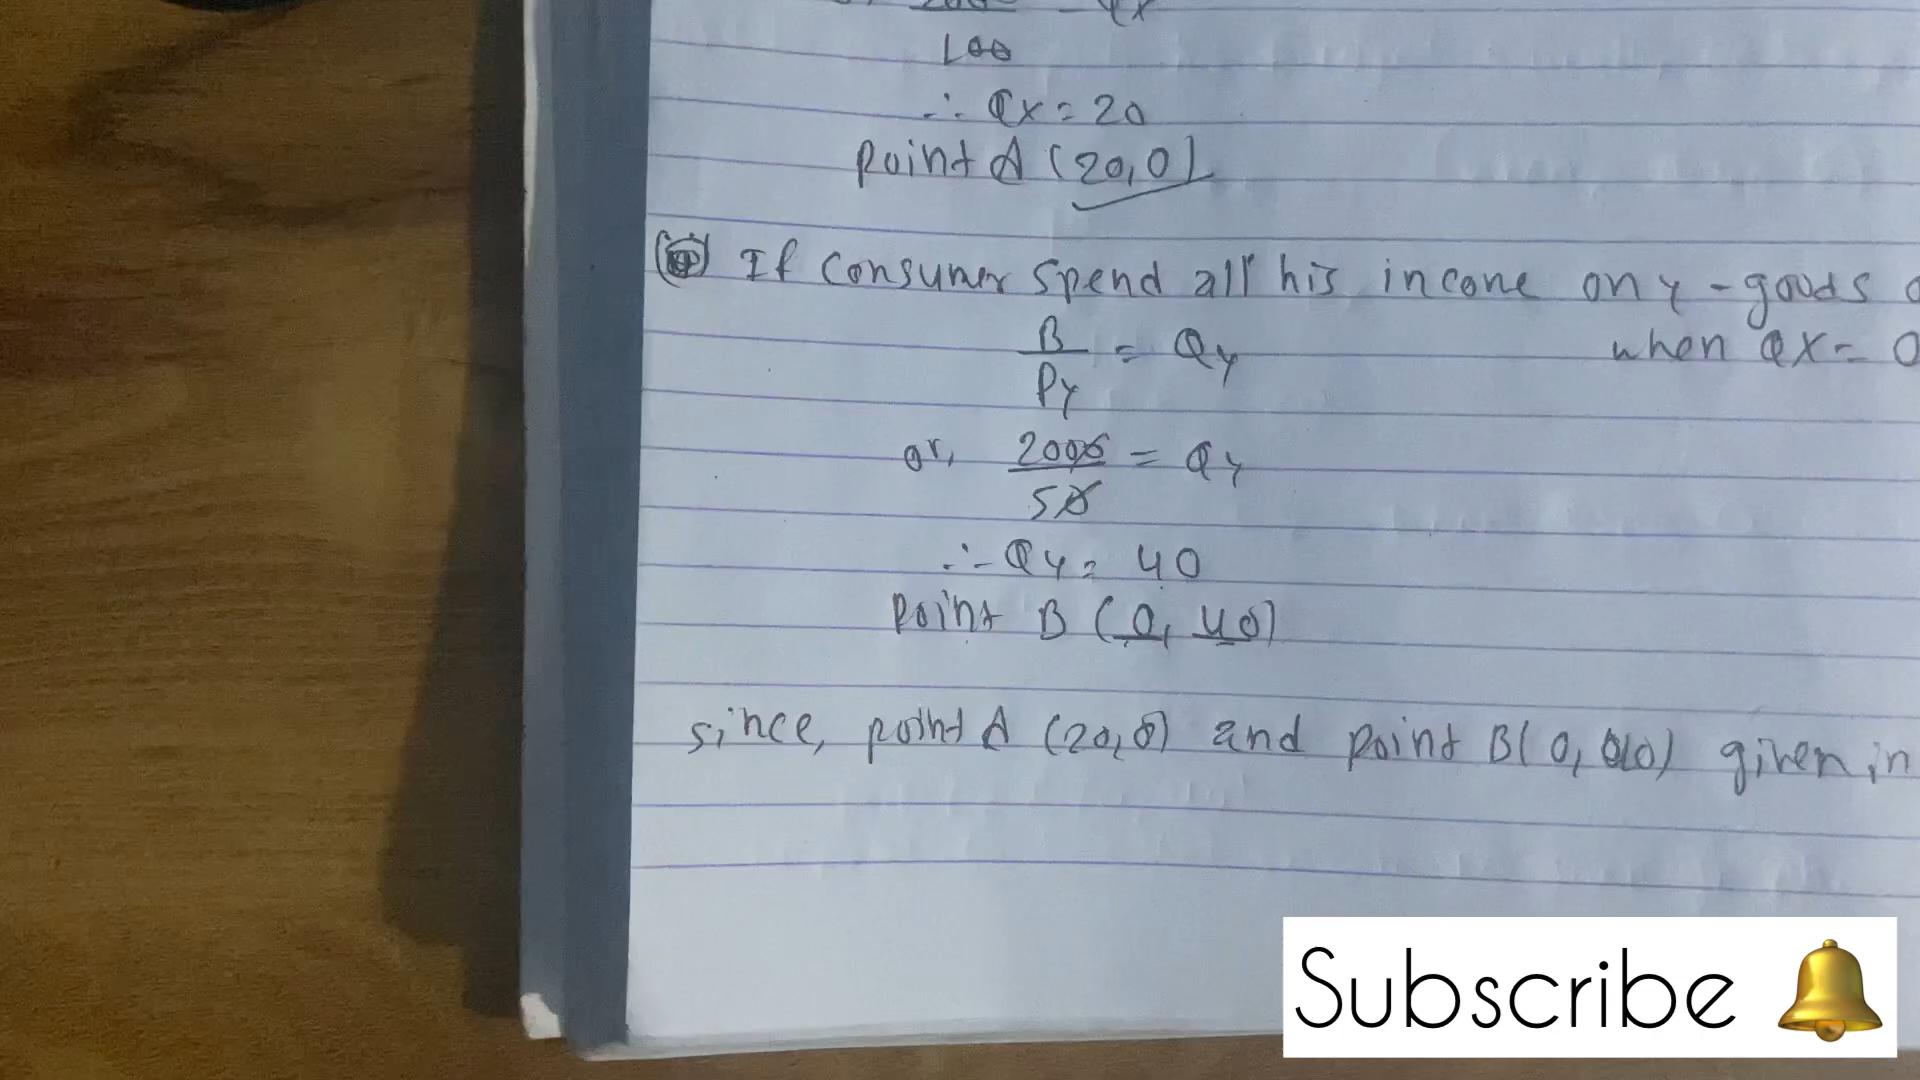 100
∴ Qx = 20
point A (20,0)
If consumer spend all his income on y-goods
B/Py = Qy when Qx = 0
or, 2000/50 = Qy
∴ Qy = 40
point B (0, 40)
since, point A (20,0) and point B(0, 40) given in
Subscribe